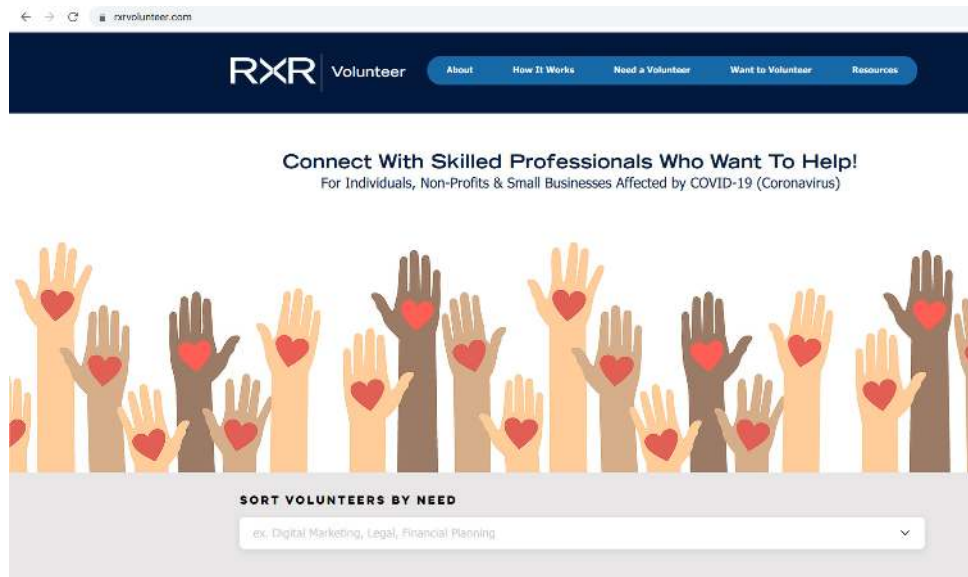 rxrvolunteer.com
RXR Volunteer
About How It Works Need a Volunteer Want to Volunteer Resources
Connect With Skilled Professionals Who Want To Help!
For Individuals, Non-Profits & Small Businesses Affected by COVID-19 (Coronavirus)
SORT VOLUNTEERS BY NEED
ex. Digital Marketing, Legal, Financial Planning